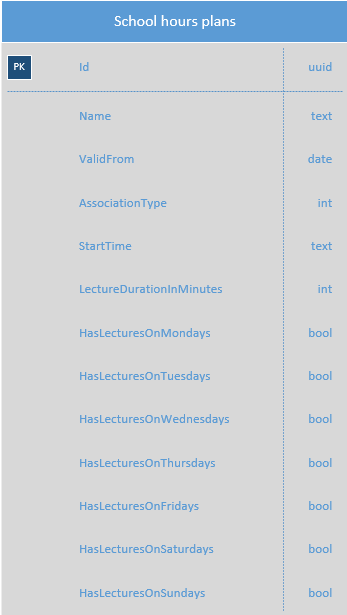 School hours plans
PK Id uuid
Name text
ValidFrom date
AssociationType int
StartTime text
LectureDurationInMinutes int
HasLecturesOnMondays bool
HasLecturesOnTuesdays bool
HasLecturesOnWednesdays bool
HasLecturesOnThursdays bool
HasLecturesOnFridays bool
HasLecturesOnSaturdays bool
HasLecturesOnSundays bool